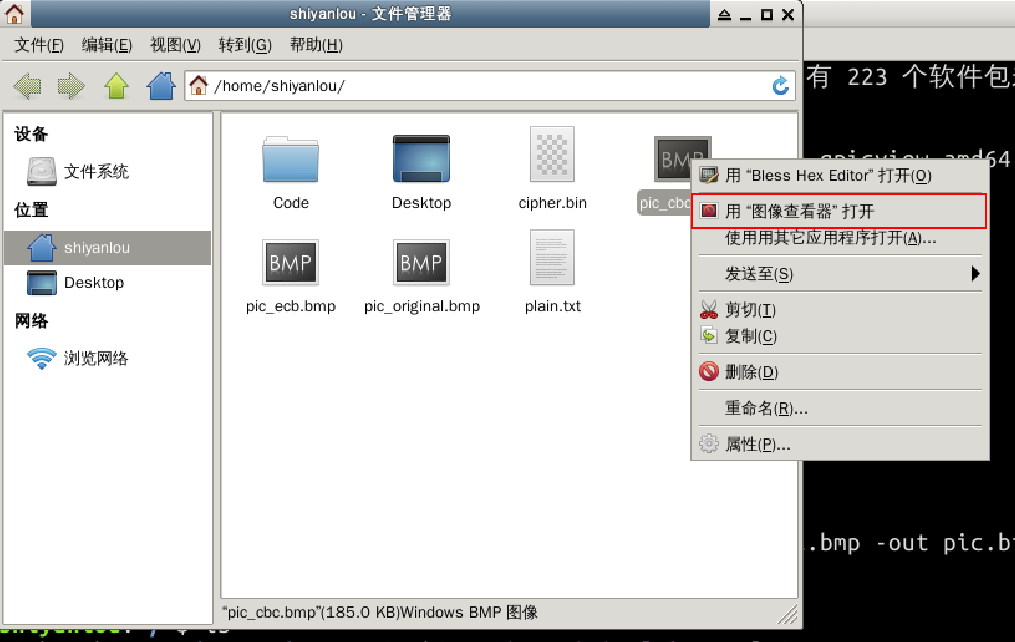 shiyanlou - 文件管理器
文件(F) 编辑(E) 视图(V) 转到(G) 帮助(H)
/home/shiyanlou/
设备
文件系统
位置
shiyanlou
Desktop
网络
浏览网络
Code
Desktop
cipher.bin
pic_cbc
BMP
BMP
pic_ecb.bmp
BMP
pic_original.bmp
plain.txt
用 “Bless Hex Editor” 打开(O)
用 “图像查看器” 打开
使用用其它应用程序打开(A)...
发送至(S)
剪切(T)
复制(C)
删除(D)
重命名(R)...
属性(P)...
“pic_cbc.bmp”(185.0 KB)Windows BMP 图像
有 223 个软件包
gpicview amd64
.bmp -out pic.b